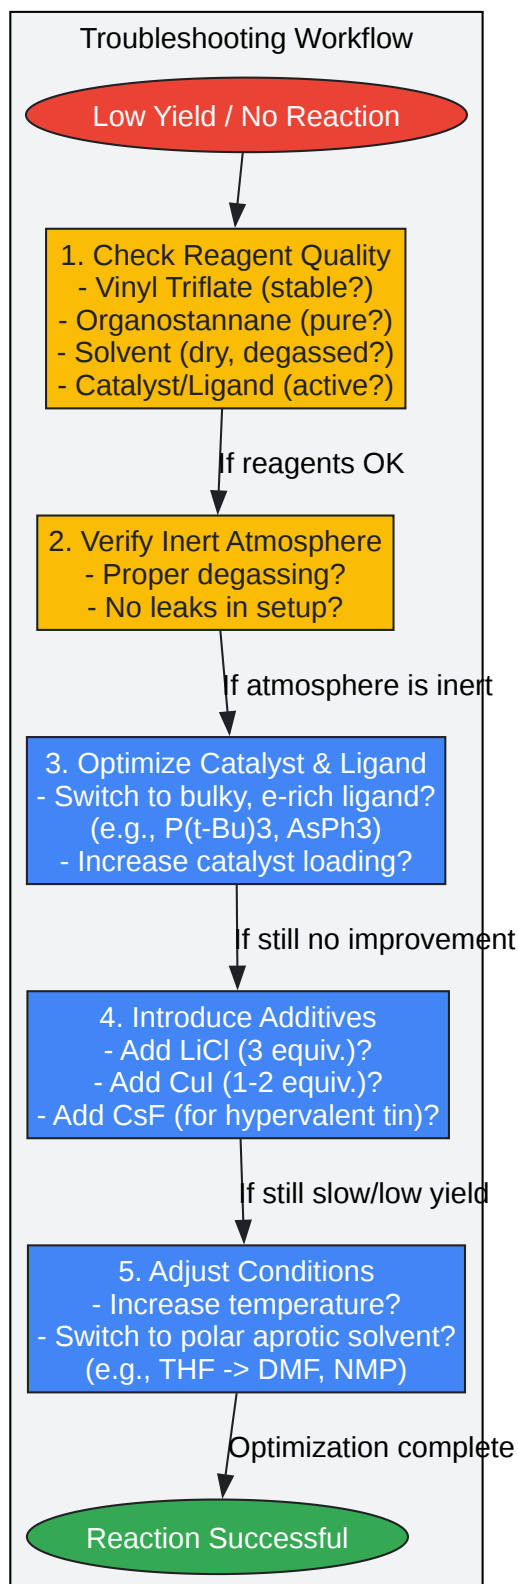 Troubleshooting Workflow
Low Yield / No Reaction
1. Check Reagent Quality
- Vinyl Triflate (stable?)
- Organostannane (pure?)
- Solvent (dry, degassed?)
- Catalyst/Ligand (active?)
If reagents OK
2. Verify Inert Atmosphere
- Proper degassing?
- No leaks in setup?
If atmosphere is inert
3. Optimize Catalyst & Ligand
- Switch to bulky, e-rich ligand?
(e.g., P(t-Bu)3, AsPh3)
- Increase catalyst loading?
If still no improvement
4. Introduce Additives
- Add LiCl (3 equiv.)?
- Add CuI (1-2 equiv.)?
- Add CsF (for hypervalent tin)?
If still slow/low yield
5. Adjust Conditions
- Increase temperature?
- Switch to polar aprotic solvent?
(e.g., THF -> DMF, NMP)
Optimization complete
Reaction Successful